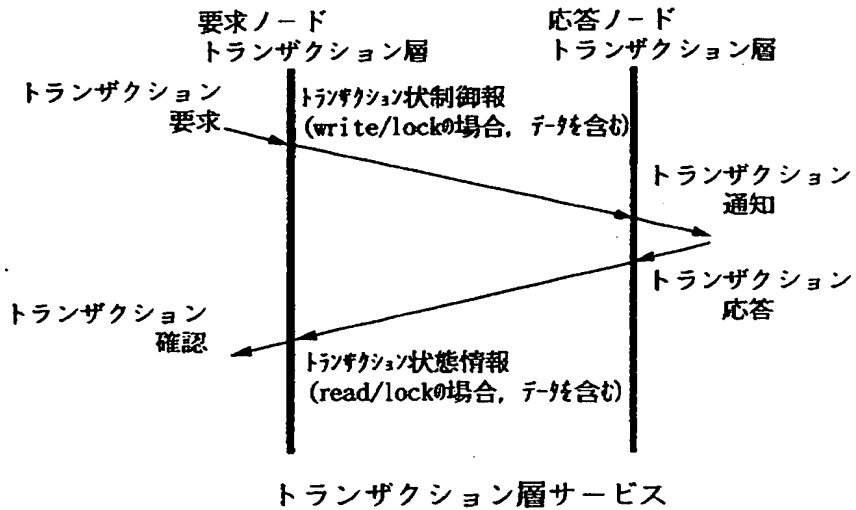 要求ノード
トランザクション層
応答ノード
トランザクション層
トランザクション
要求
トランザクション状制御報
(write/lockの場合, データを含む)
トランザクション
通知
トランザクション
応答
トランザクション
確認
トランザクション状態情報
(read/lockの場合, データを含む)
トランザクション層サービス